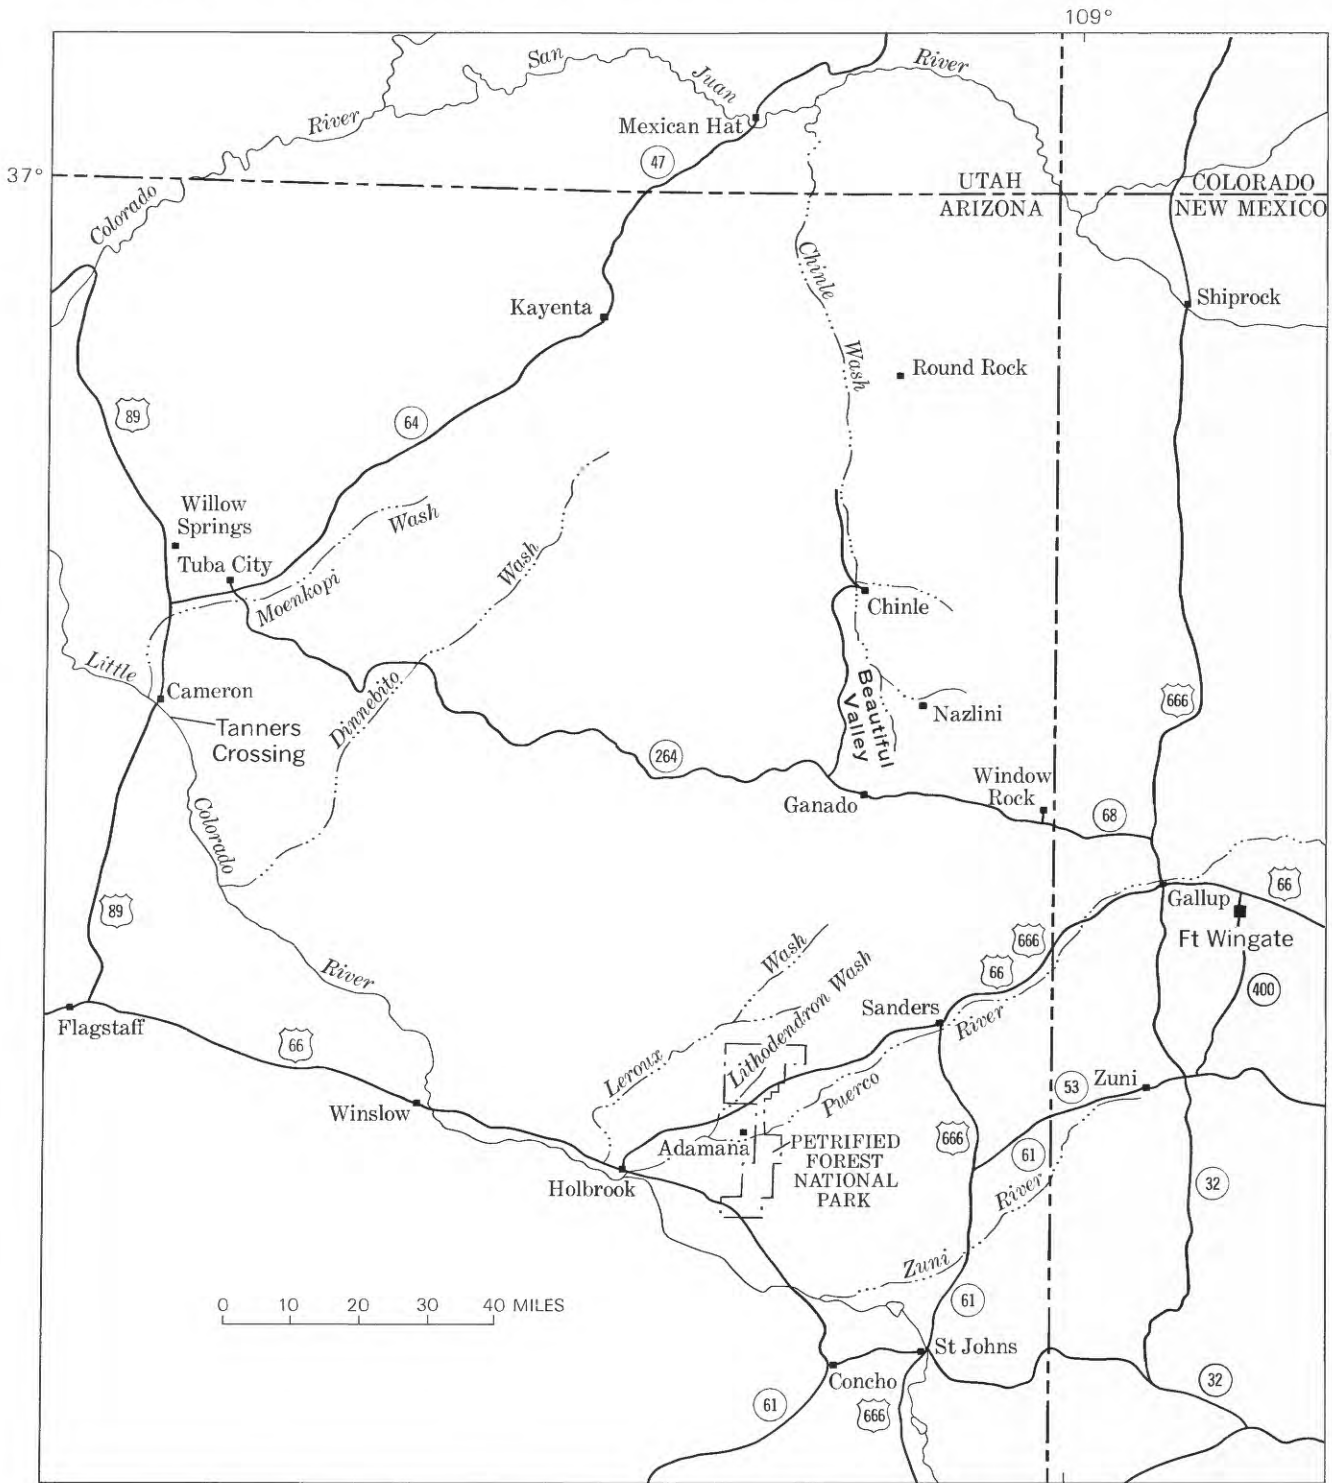 109°
San
Juan
River
River
Mexican Hat
47
37°
UTAH
COLORADO
ARIZONA
NEW MEXICO
Colorado
Chinle
Wash
Kayenta
Shiprock
Round Rock
89
64
Willow
Springs
Wash
Tuba City
Wash
Moenkopi
Chinle
Little
Cameron
Beautiful
Valley
Nazlini
666
Tanners
Crossing
Dinnebito
264
Window
Rock
Ganado
68
Colorado
66
Gallup
89
Ft Wingate
666
River
Wash
66
Lithodendron Wash
Sanders
400
Flagstaff
River
66
Leroux
Puerco
53
Zuni
Winslow
Adamana
666
61
PETRIFIED
FOREST
NATIONAL
PARK
Holbrook
32
River
Zuni
0 10 20 30 40 MILES
61
St Johns
Concho
32
61
666